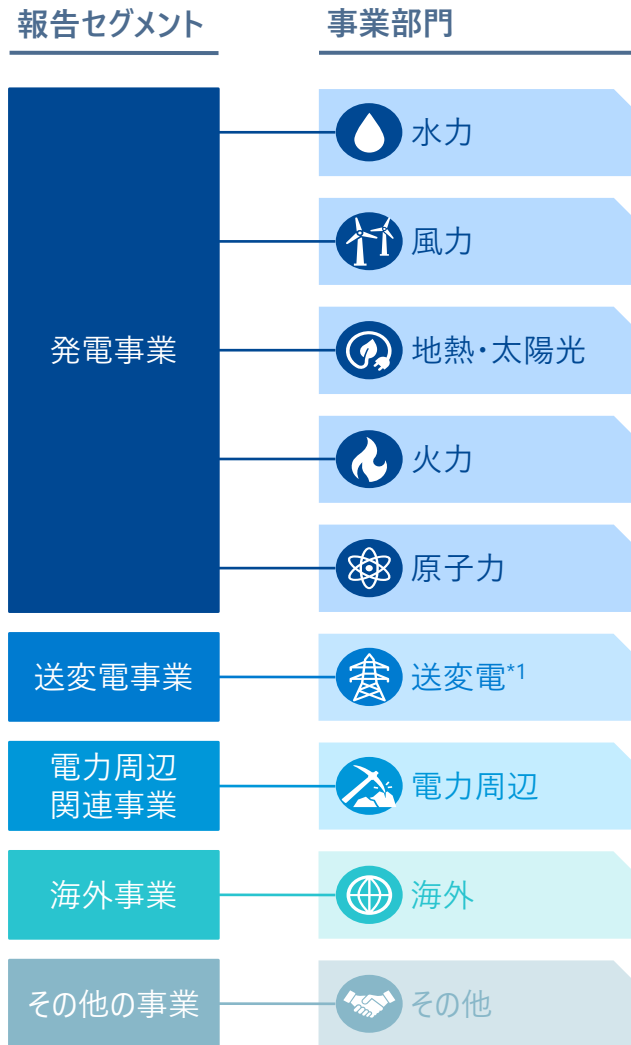 報告セグメント
事業部門
発電事業
水力
風力
地熱・太陽光
火力
原子力
送変電事業
送変電*1
電力周辺
関連事業
電力周辺
海外事業
海外
その他の事業
その他